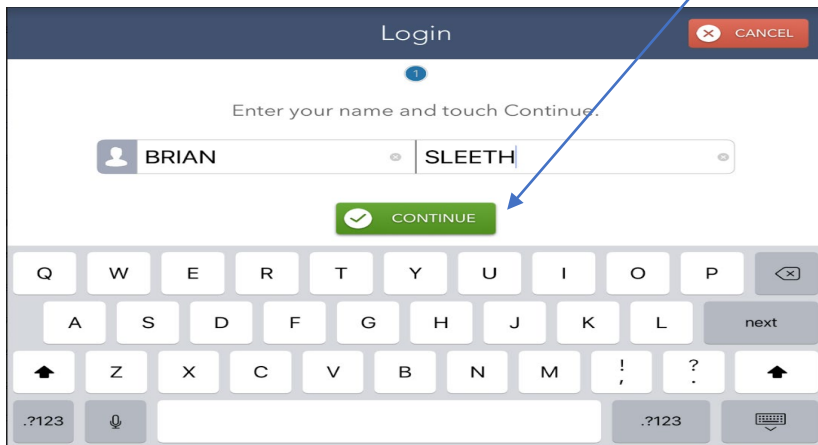 Login
CANCEL
1
Enter your name and touch Continue.
BRIAN SLEETH
CONTINUE
Q W E R T Y U I O P
A S D F G H J K L next
Z X C V B N M ! , ? .
.?123 .?123